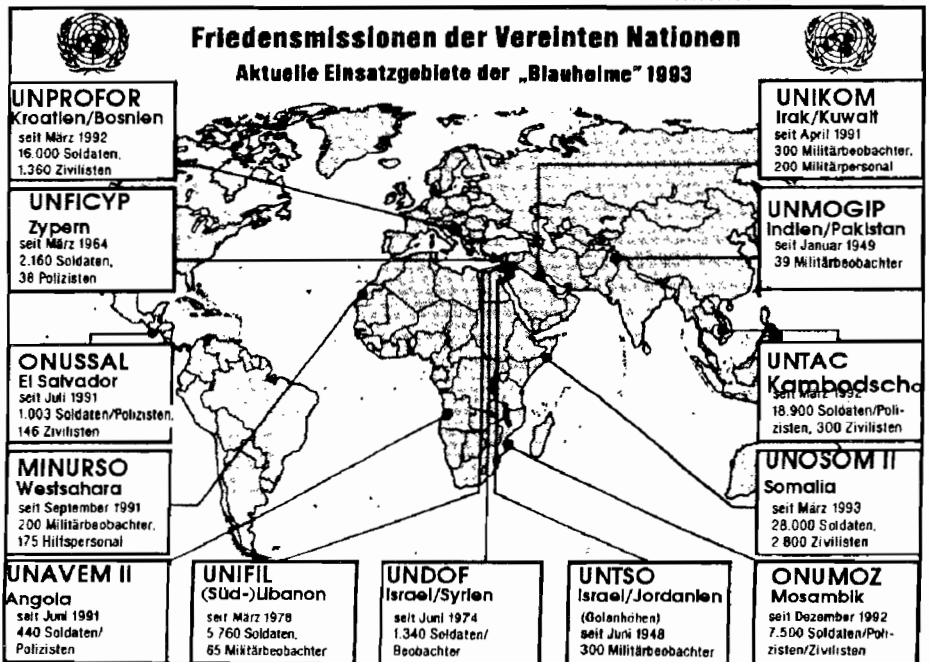 Friedensmissionen der Vereinten Nationen
Aktuelle Einsatzgebiete der „Blauhelme" 1993
UNPROFOR
Kroatien/Bosnien
seit März 1992
16.000 Soldaten,
1.360 Zivilisten
UNFICYP
Zypern
seit März 1964
2.160 Soldaten,
38 Polizisten
ONUSSAL
El Salvador
seit Juli 1991
1.003 Soldaten/Polizisten,
146 Zivilisten
MINURSO
Westsahara
seit September 1991
200 Militärbeobachter,
175 Hilfspersonal
UNAVEM II
Angola
seit Juni 1991
440 Soldaten/
Polizisten
UNIFIL
(Süd-)Libanon
seit März 1978
5 760 Soldaten,
65 Militärbeobachter
UNDOF
Israel/Syrien
seit Juni 1974
1.340 Soldaten/
Beobachter
UNTSO
Israel/Jordanien
(Golanhöhen)
seit Juni 1948
300 Militärbeobachter
ONUMOZ
Mosambik
seit Dezember 1992
7.500 Soldaten/Poli-
zisten/Zivilisten
UNOSOM II
Somalia
seit März 1993
28.000 Soldaten,
2 800 Zivilisten
UNTAC
Kambodscha
seit März 1992
18.900 Soldaten/Poli-
zisten, 300 Zivilisten
UNMOGIP
Indien/Pakistan
seit Januar 1949
39 Militärbeobachter
UNIKOM
Irak/Kuwait
seit April 1991
300 Militärbeobachter,
200 Militärpersonal